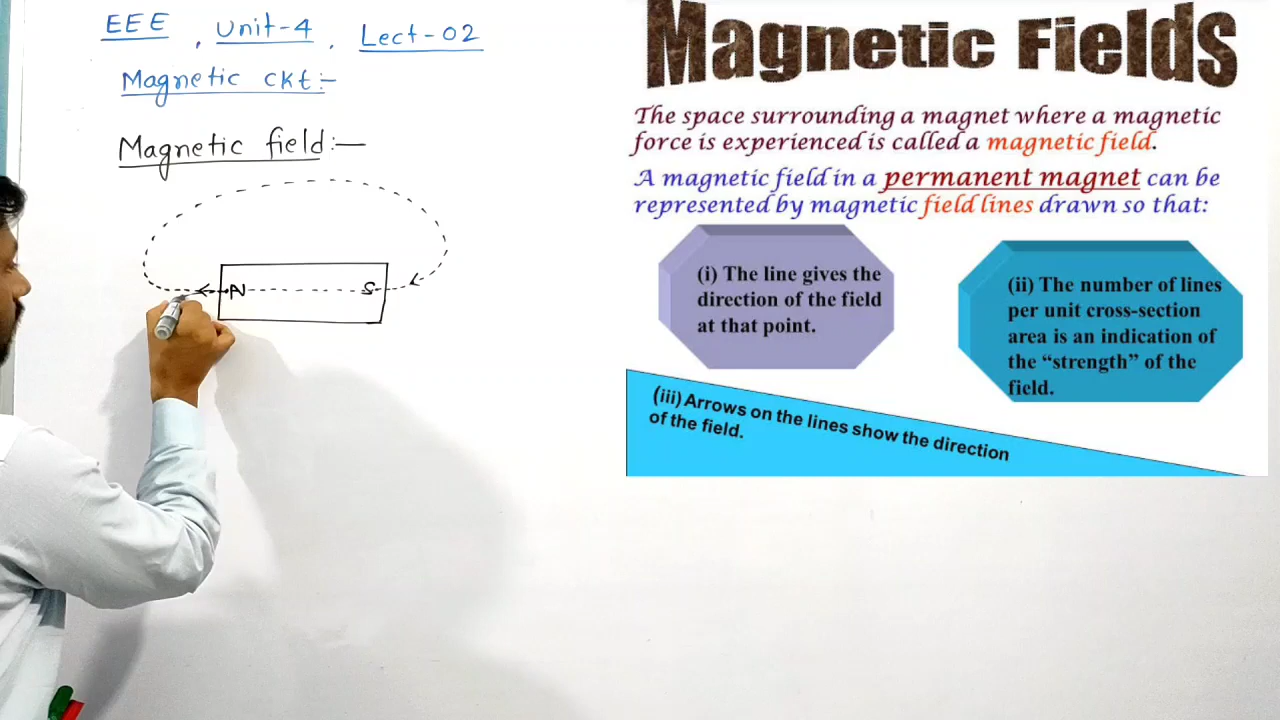 EEE, Unit-4, Lect-02
Magnetic ckt:-
Magnetic field:-
N S
Magnetic Fields
The space surrounding a magnet where a magnetic
force is experienced is called a magnetic field.
A magnetic field in a permanent magnet can be
represented by magnetic field lines drawn so that:
(i) The line gives the
direction of the field
at that point.
(ii) The number of lines
per unit cross-section
area is an indication of
the “strength” of the
field.
(iii) Arrows on the lines show the direction
of the field.